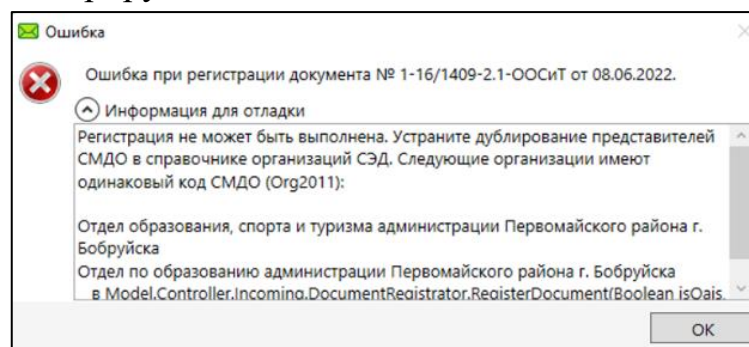 Ошибка
Ошибка при регистрации документа № 1-16/1409-2.1-ООСиТ от 08.06.2022.
Информация для отладки
Регистрация не может быть выполнена. Устраните дублирование представителей
СМДО в справочнике организаций СЭД. Следующие организации имеют
одинаковый код СМДО (Org2011):
Отдел образования, спорта и туризма администрации Первомайского района г.
Бобруйска
Отдел по образованию администрации Первомайского района г. Бобруйска
в Model.Controller.Incoming.DocumentRegistrator.RegisterDocument(Boolean isOais,
ОК